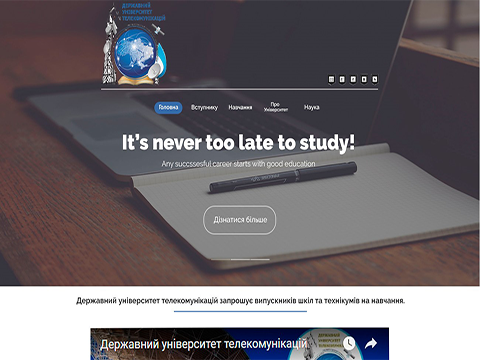 ДЕРЖАВНИЙ
УНІВЕРСИТЕТ
ТЕЛЕКОМУНІКАЦІЙ
Головна
Вступнику
Навчання
Про
Університет
Наука
It's never too late to study!
Any succssesful career starts with good education
Дізнатися більше
Державний університет телекомунікацій запрошує випускників шкіл та технікумів на навчання.
Державний університет телекомунікацій